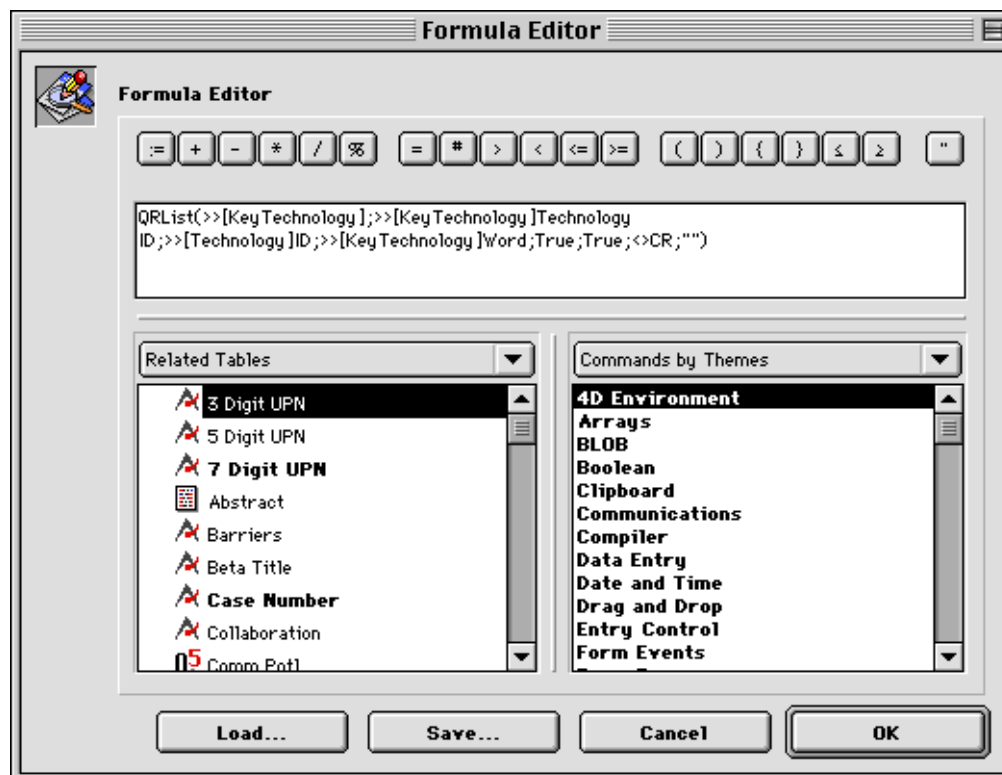 Formula Editor
Formula Editor
:= + - * / % = # > < <= >= ( ) { } ≤ ≥ "
QRList(>>[KeyTechnology];>>[KeyTechnology]Technology
ID;>>[Technology]ID;>>[KeyTechnology]Word;True;True;<>CR;"")
Related Tables
3 Digit UPN
5 Digit UPN
7 Digit UPN
Abstract
Barriers
Beta Title
Case Number
Collaboration
Comm Potl
Commands by Themes
4D Environment
Arrays
BLOB
Boolean
Clipboard
Communications
Compiler
Data Entry
Date and Time
Drag and Drop
Entry Control
Form Events
Load... Save... Cancel OK